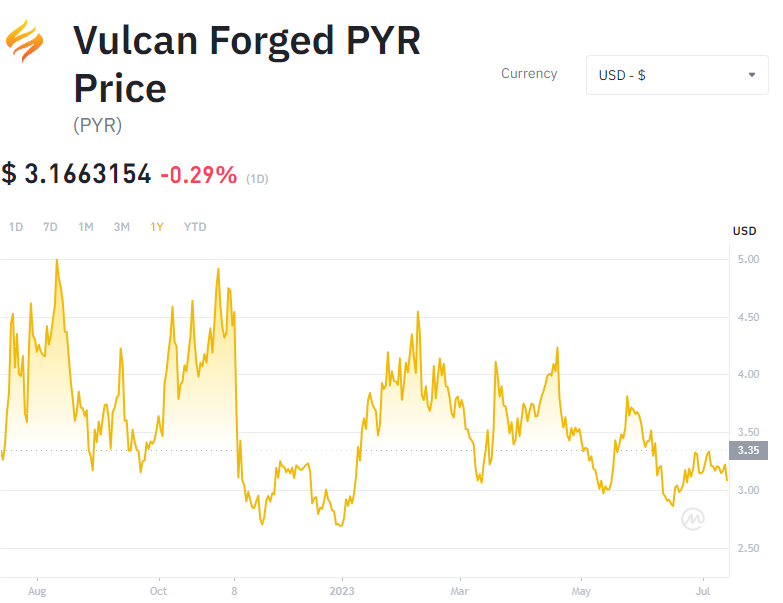 Vulcan Forged PYR
Price
(PYR)
Currency
USD - $
$ 3.1663154 -0.29% (1D)
1D 7D 1M 3M 1Y YTD
USD
5.00
4.50
4.00
3.50
3.35
3.00
2.50
Aug Oct 8 2023 Mar May Jul